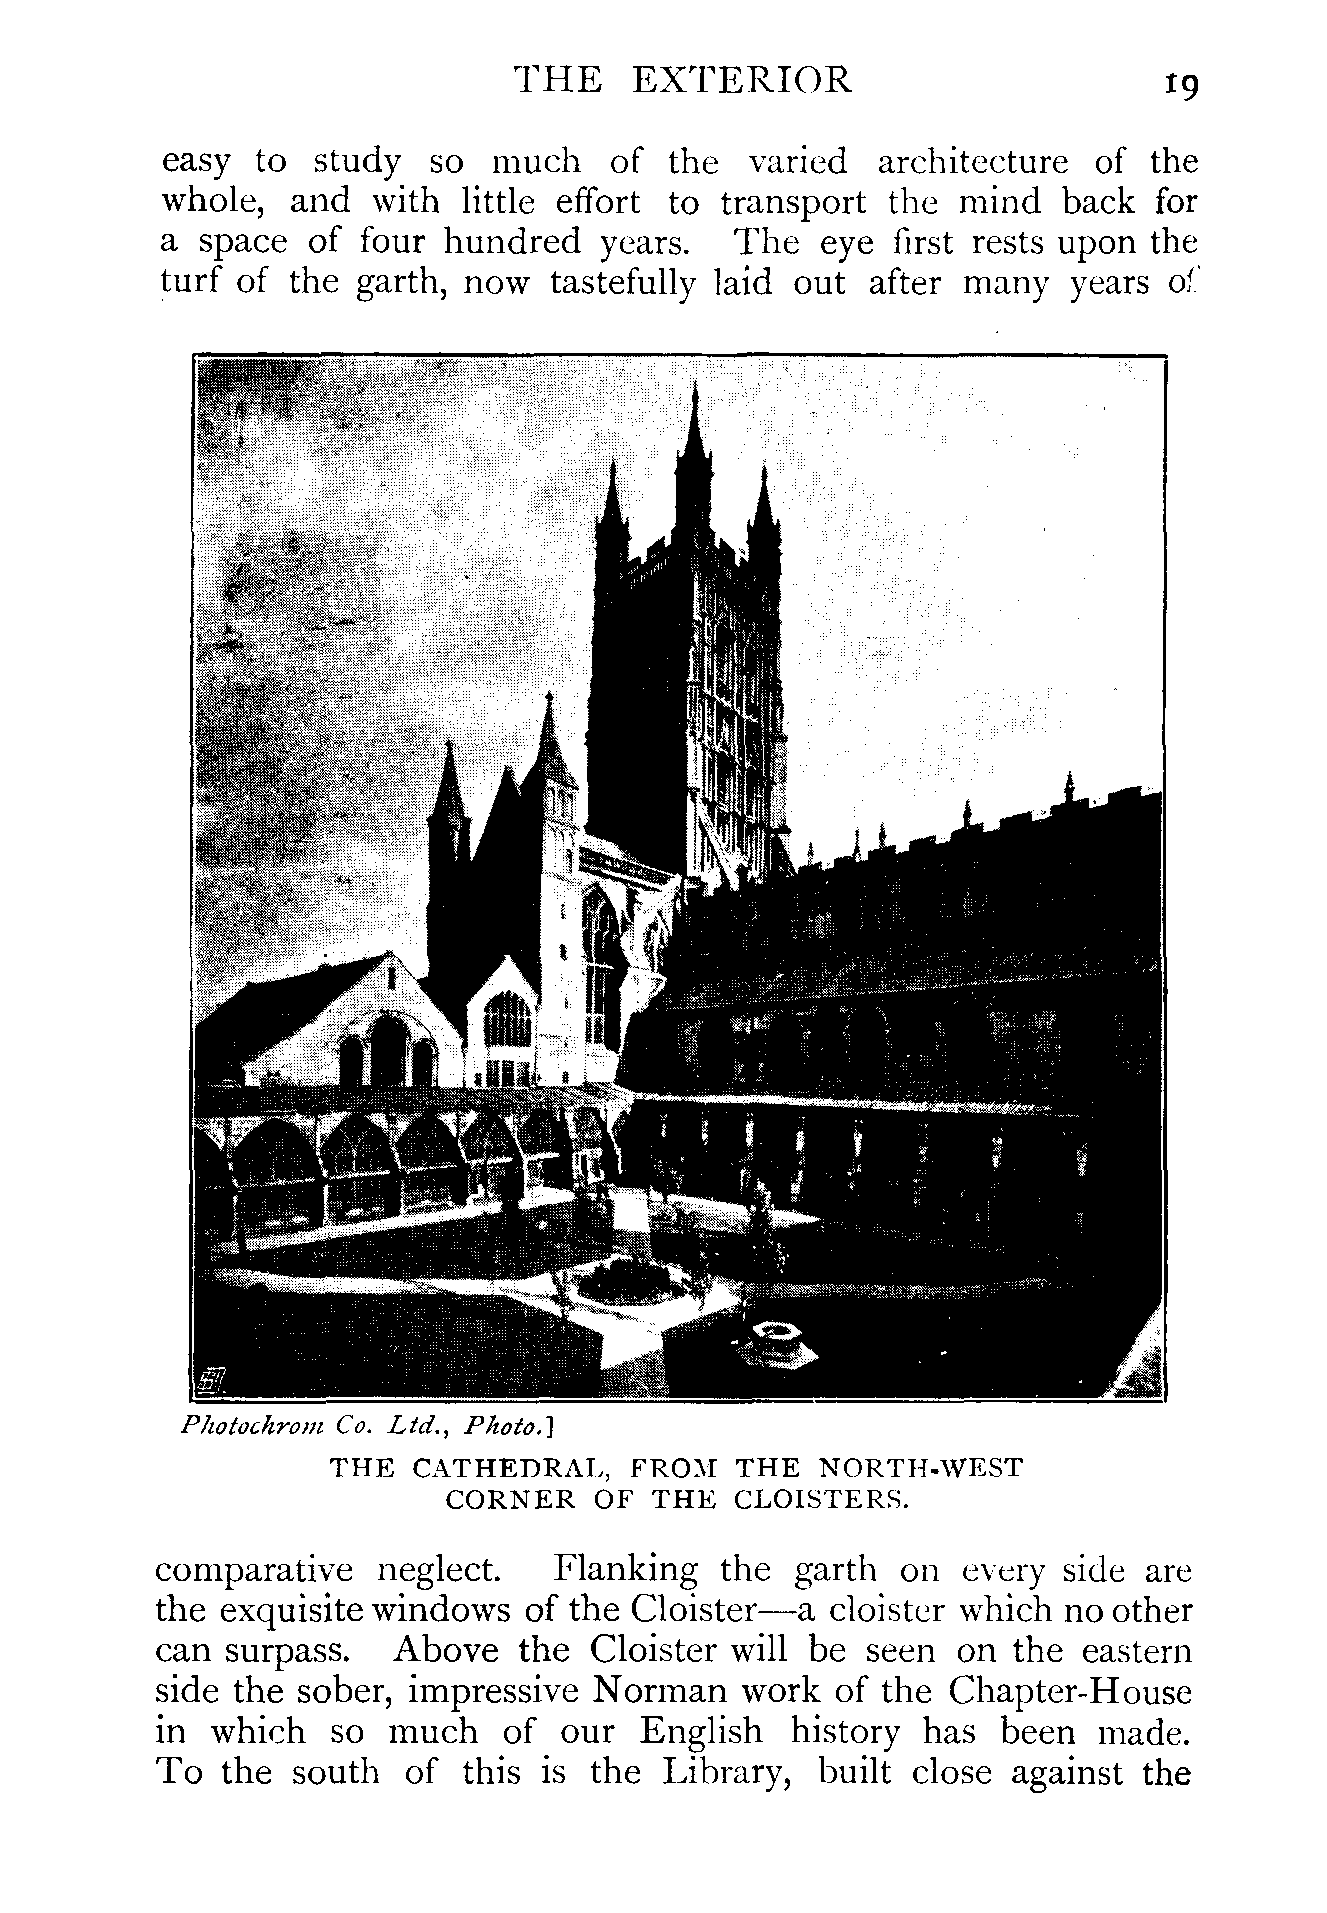 THE EXTERIOR 19
easy to study so much of the varied architecture of the
whole, and with little effort to transport the mind back for
a space of four hundred years. The eye first rests upon the
turf of the garth, now tastefully laid out after many years of
Photochrom Co. Ltd., Photo.]
THE CATHEDRAL, FROM THE NORTH-WEST
CORNER OF THE CLOISTERS.
comparative neglect. Flanking the garth on every side are
the exquisite windows of the Cloister—a cloister which no other
can surpass. Above the Cloister will be seen on the eastern
side the sober, impressive Norman work of the Chapter-House
in which so much of our English history has been made.
To the south of this is the Library, built close against the